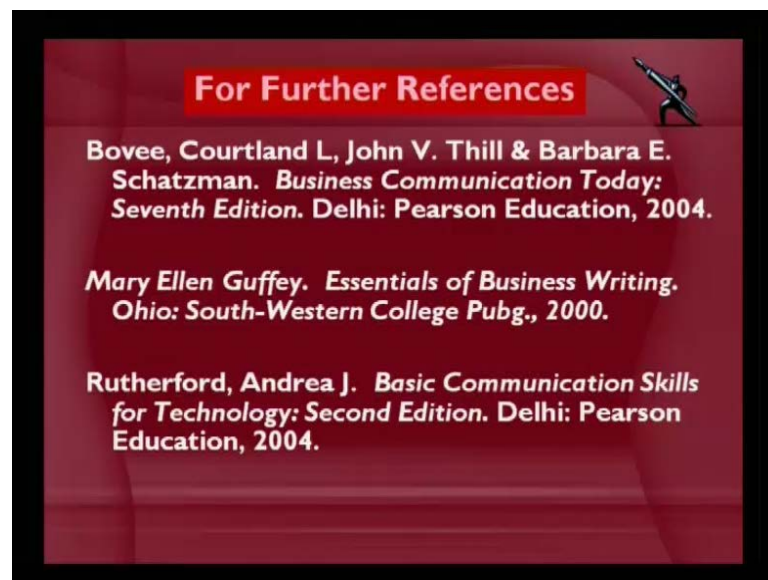 For Further References
Bovee, Courtland L, John V. Thill & Barbara E.
Schatzman. Business Communication Today:
Seventh Edition. Delhi: Pearson Education, 2004.
Mary Ellen Guffey. Essentials of Business Writing.
Ohio: South-Western College Pubg., 2000.
Rutherford, Andrea J. Basic Communication Skills
for Technology: Second Edition. Delhi: Pearson
Education, 2004.